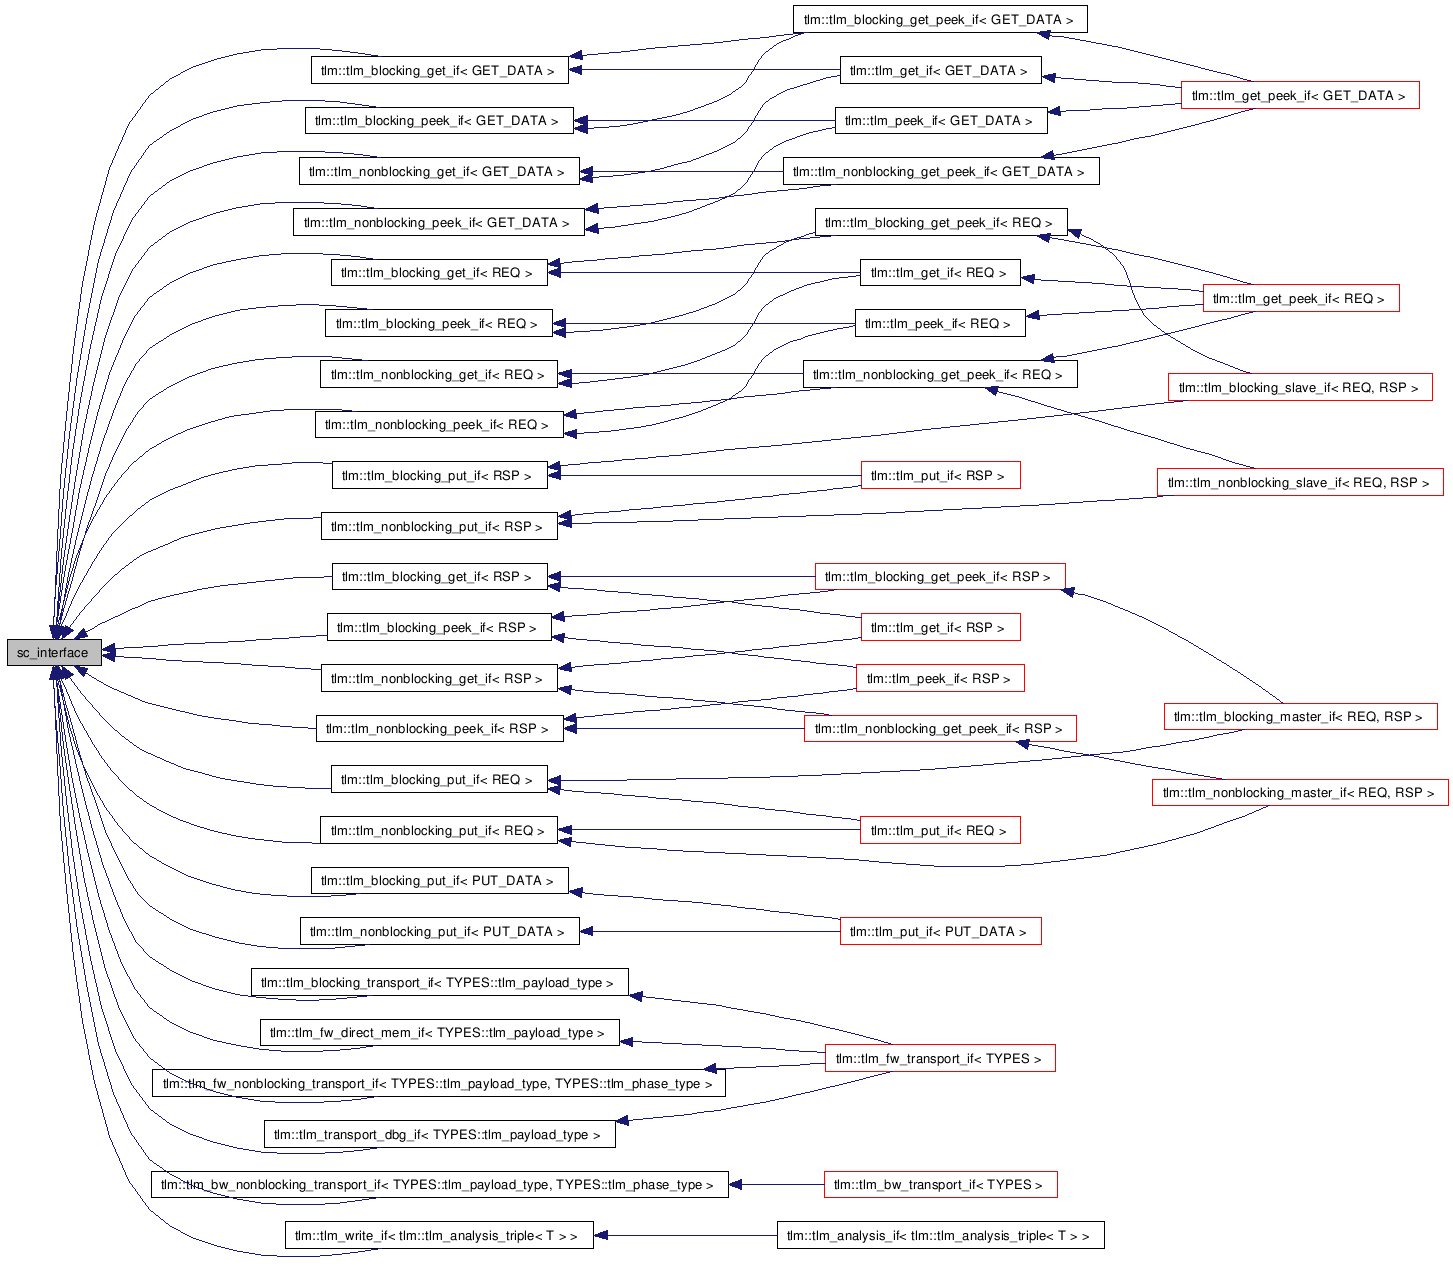 tlm::tlm_blocking_get_peek_if< GET_DATA >
tlm::tlm_blocking_get_if< GET_DATA >
tlm::tlm_get_if< GET_DATA >
tlm::tlm_get_peek_if< GET_DATA >
tlm::tlm_blocking_peek_if< GET_DATA >
tlm::tlm_peek_if< GET_DATA >
tlm::tlm_nonblocking_get_if< GET_DATA >
tlm::tlm_nonblocking_get_peek_if< GET_DATA >
tlm::tlm_nonblocking_peek_if< GET_DATA >
tlm::tlm_blocking_get_peek_if< REQ >
tlm::tlm_blocking_get_if< REQ >
tlm::tlm_get_if< REQ >
tlm::tlm_get_peek_if< REQ >
tlm::tlm_blocking_peek_if< REQ >
tlm::tlm_peek_if< REQ >
tlm::tlm_nonblocking_get_if< REQ >
tlm::tlm_nonblocking_get_peek_if< REQ >
tlm::tlm_blocking_slave_if< REQ, RSP >
tlm::tlm_nonblocking_peek_if< REQ >
tlm::tlm_blocking_put_if< RSP >
tlm::tlm_put_if< RSP >
tlm::tlm_nonblocking_slave_if< REQ, RSP >
tlm::tlm_nonblocking_put_if< RSP >
tlm::tlm_blocking_get_if< RSP >
tlm::tlm_blocking_get_peek_if< RSP >
tlm::tlm_blocking_peek_if< RSP >
tlm::tlm_get_if< RSP >
sc_interface
tlm::tlm_nonblocking_get_if< RSP >
tlm::tlm_peek_if< RSP >
tlm::tlm_nonblocking_peek_if< RSP >
tlm::tlm_nonblocking_get_peek_if< RSP >
tlm::tlm_blocking_master_if< REQ, RSP >
tlm::tlm_blocking_put_if< REQ >
tlm::tlm_nonblocking_master_if< REQ, RSP >
tlm::tlm_nonblocking_put_if< REQ >
tlm::tlm_put_if< REQ >
tlm::tlm_blocking_put_if< PUT_DATA >
tlm::tlm_nonblocking_put_if< PUT_DATA >
tlm::tlm_put_if< PUT_DATA >
tlm::tlm_blocking_transport_if< TYPES::tlm_payload_type >
tlm::tlm_fw_direct_mem_if< TYPES::tlm_payload_type >
tlm::tlm_fw_transport_if< TYPES >
tlm::tlm_fw_nonblocking_transport_if< TYPES::tlm_payload_type, TYPES::tlm_phase_type >
tlm::tlm_transport_dbg_if< TYPES::tlm_payload_type >
tlm::tlm_bw_nonblocking_transport_if< TYPES::tlm_payload_type, TYPES::tlm_phase_type >
tlm::tlm_bw_transport_if< TYPES >
tlm::tlm_write_if< tlm::tlm_analysis_triple< T > >
tlm::tlm_analysis_if< tlm::tlm_analysis_triple< T > >